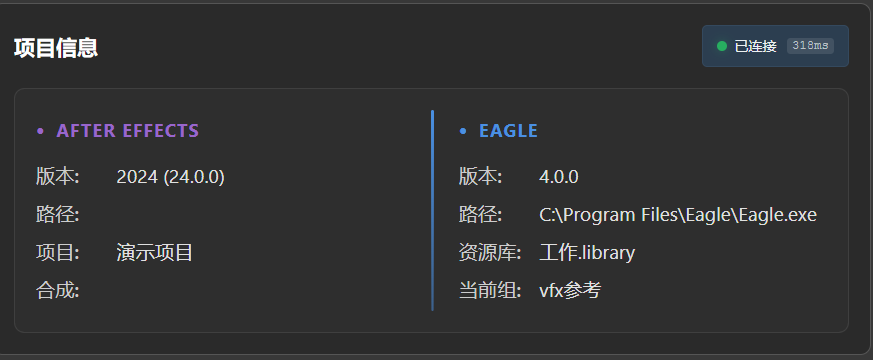 项目信息
已连接 318ms
• AFTER EFFECTS
版本: 2024 (24.0.0)
路径:
项目: 演示项目
合成:
• EAGLE
版本: 4.0.0
路径: C:\Program Files\Eagle\Eagle.exe
资源库: 工作.library
当前组: vfx参考